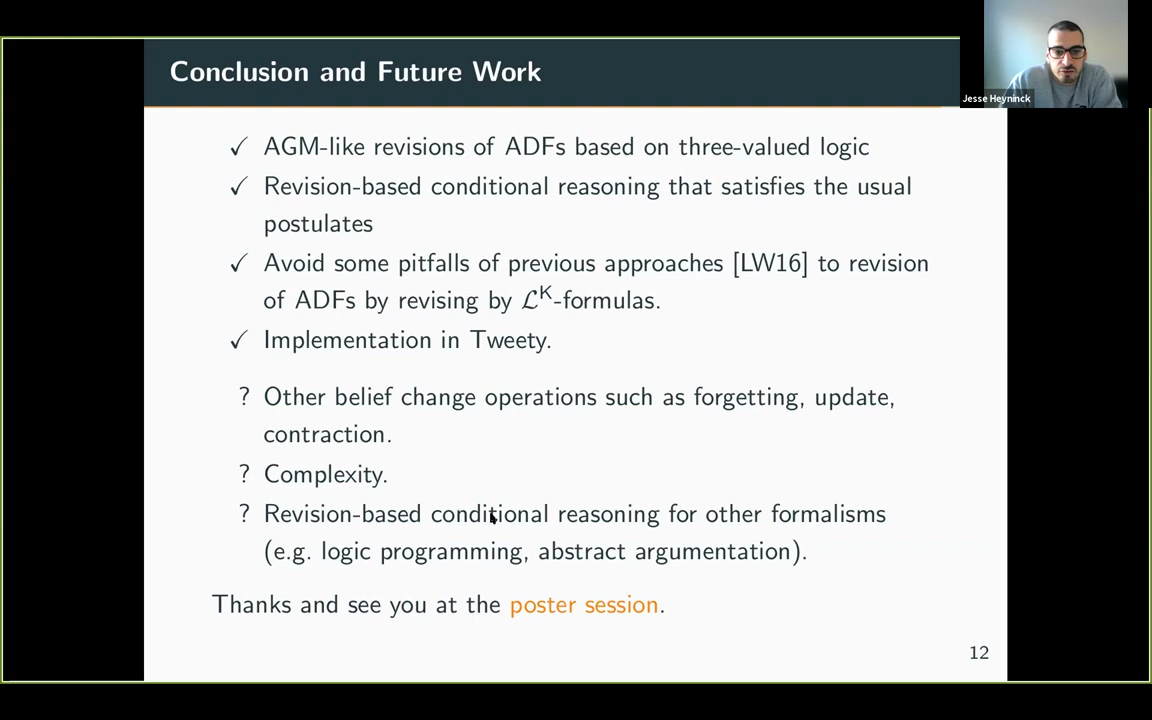 Conclusion and Future Work
Jesse Heyninck
✓ AGM-like revisions of ADFs based on three-valued logic
✓ Revision-based conditional reasoning that satisfies the usual
postulates
✓ Avoid some pitfalls of previous approaches [LW16] to revision
of ADFs by revising by ℒᴷ-formulas.
✓ Implementation in Tweety.
? Other belief change operations such as forgetting, update,
contraction.
? Complexity.
? Revision-based conditional reasoning for other formalisms
(e.g. logic programming, abstract argumentation).
Thanks and see you at the poster session.
12